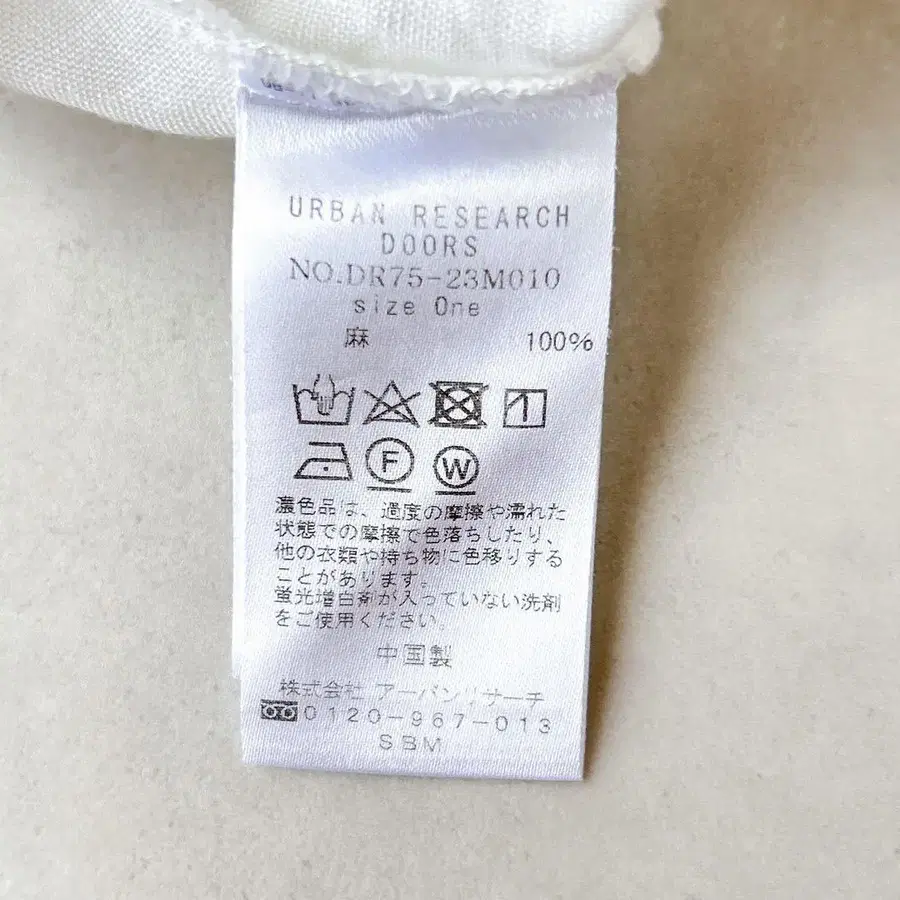 URBAN RESEARCH
DOORS
NO.DR75-23M010
size One
麻 100%
F W
濃色品は、過度の摩擦や濡れた
状態での摩擦で色落ちしたり、
他の衣類や持ち物に色移りする
ことがあります。
蛍光増白剤が入っていない洗剤
をご使用ください。
中国製
株式会社 アーバンリサーチ
0120-967-013
SBM